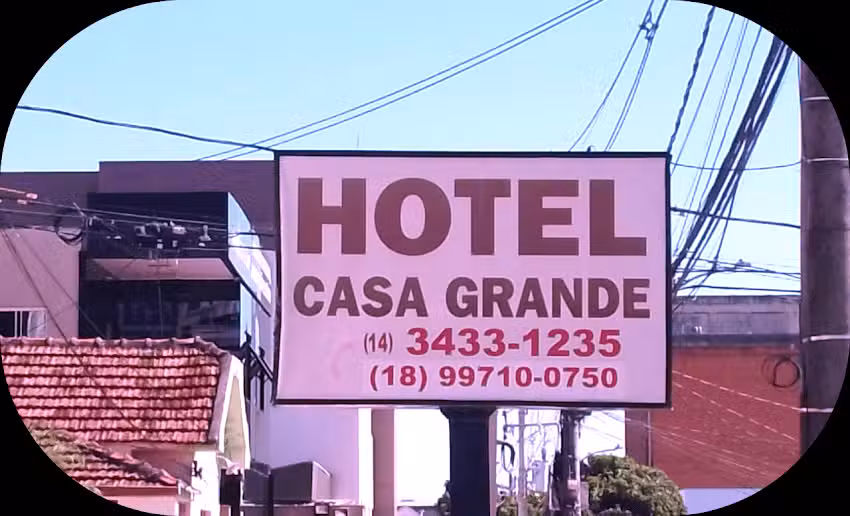 HOTEL
CASA GRANDE
(14) 3433-1235
(18) 99710-0750